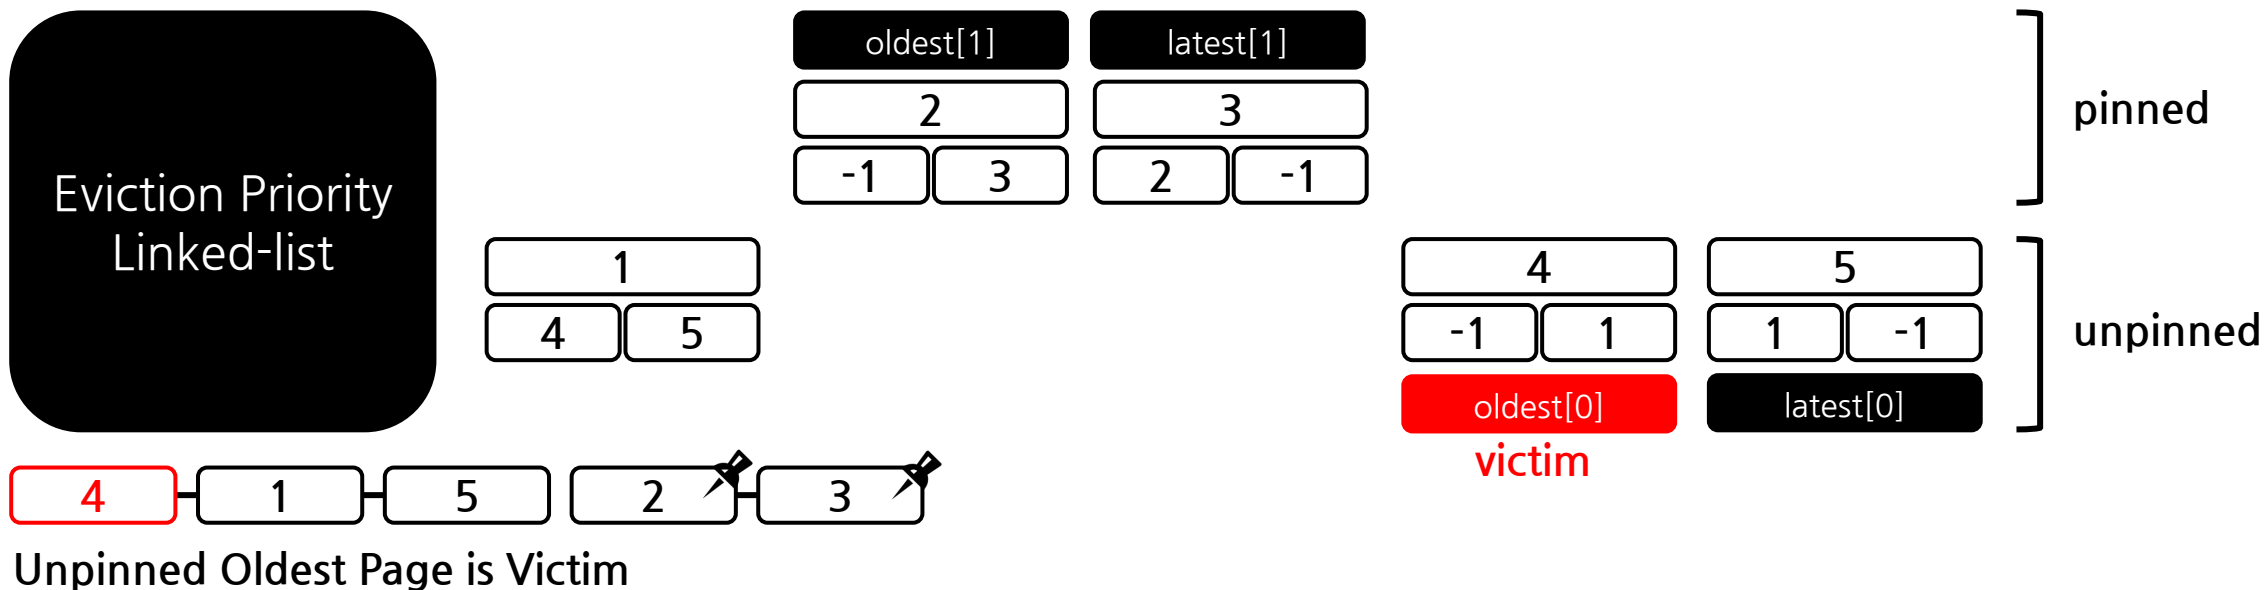 Eviction Priority
Linked-list
oldest[1] latest[1]
2 3
-1 3 2 -1
pinned
1 4 5
4 5 -1 1 1 -1
unpinned
oldest[0] latest[0]
victim
4 1 5 2 3
Unpinned Oldest Page is Victim